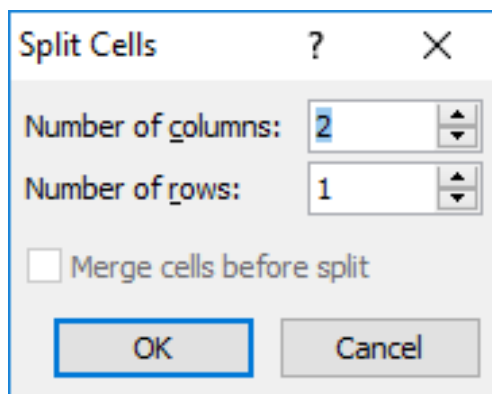 Split Cells ?
Number of columns: 2
Number of rows: 1
Merge cells before split
OK Cancel